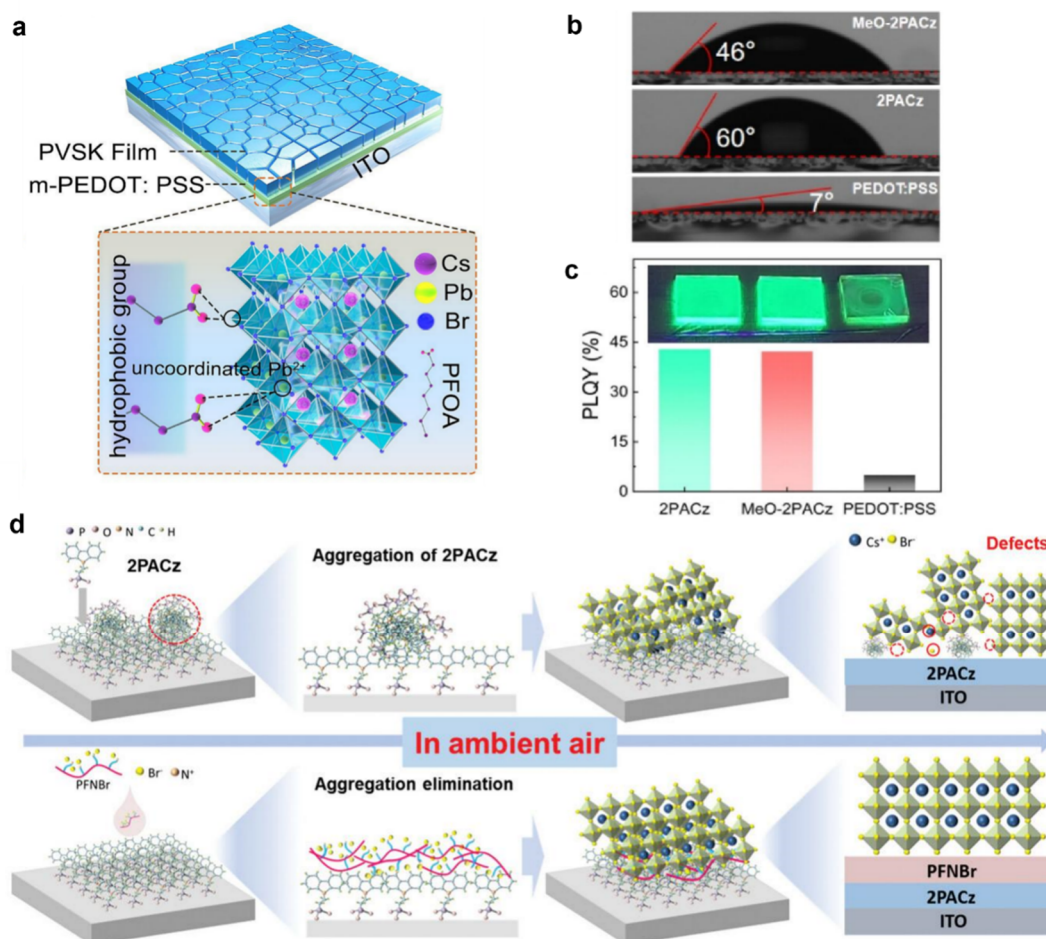 a
PVSK Film
m-PEDOT: PSS
ITO
hydrophobic group
uncoordinated Pb²⁺
Cs
Pb
Br
PFOA
b
MeO-2PACz
46°
2PACz
60°
PEDOT:PSS
7°
c
PLQY (%)
60
45
30
15
0
2PACz
MeO-2PACz
PEDOT:PSS
d
P O N C H
2PACz
Aggregation of 2PACz
Cs⁺ Br⁻
Defects
2PACz
ITO
In ambient air
PFNBr
Br⁻ N⁺
Aggregation elimination
PFNBr
2PACz
ITO